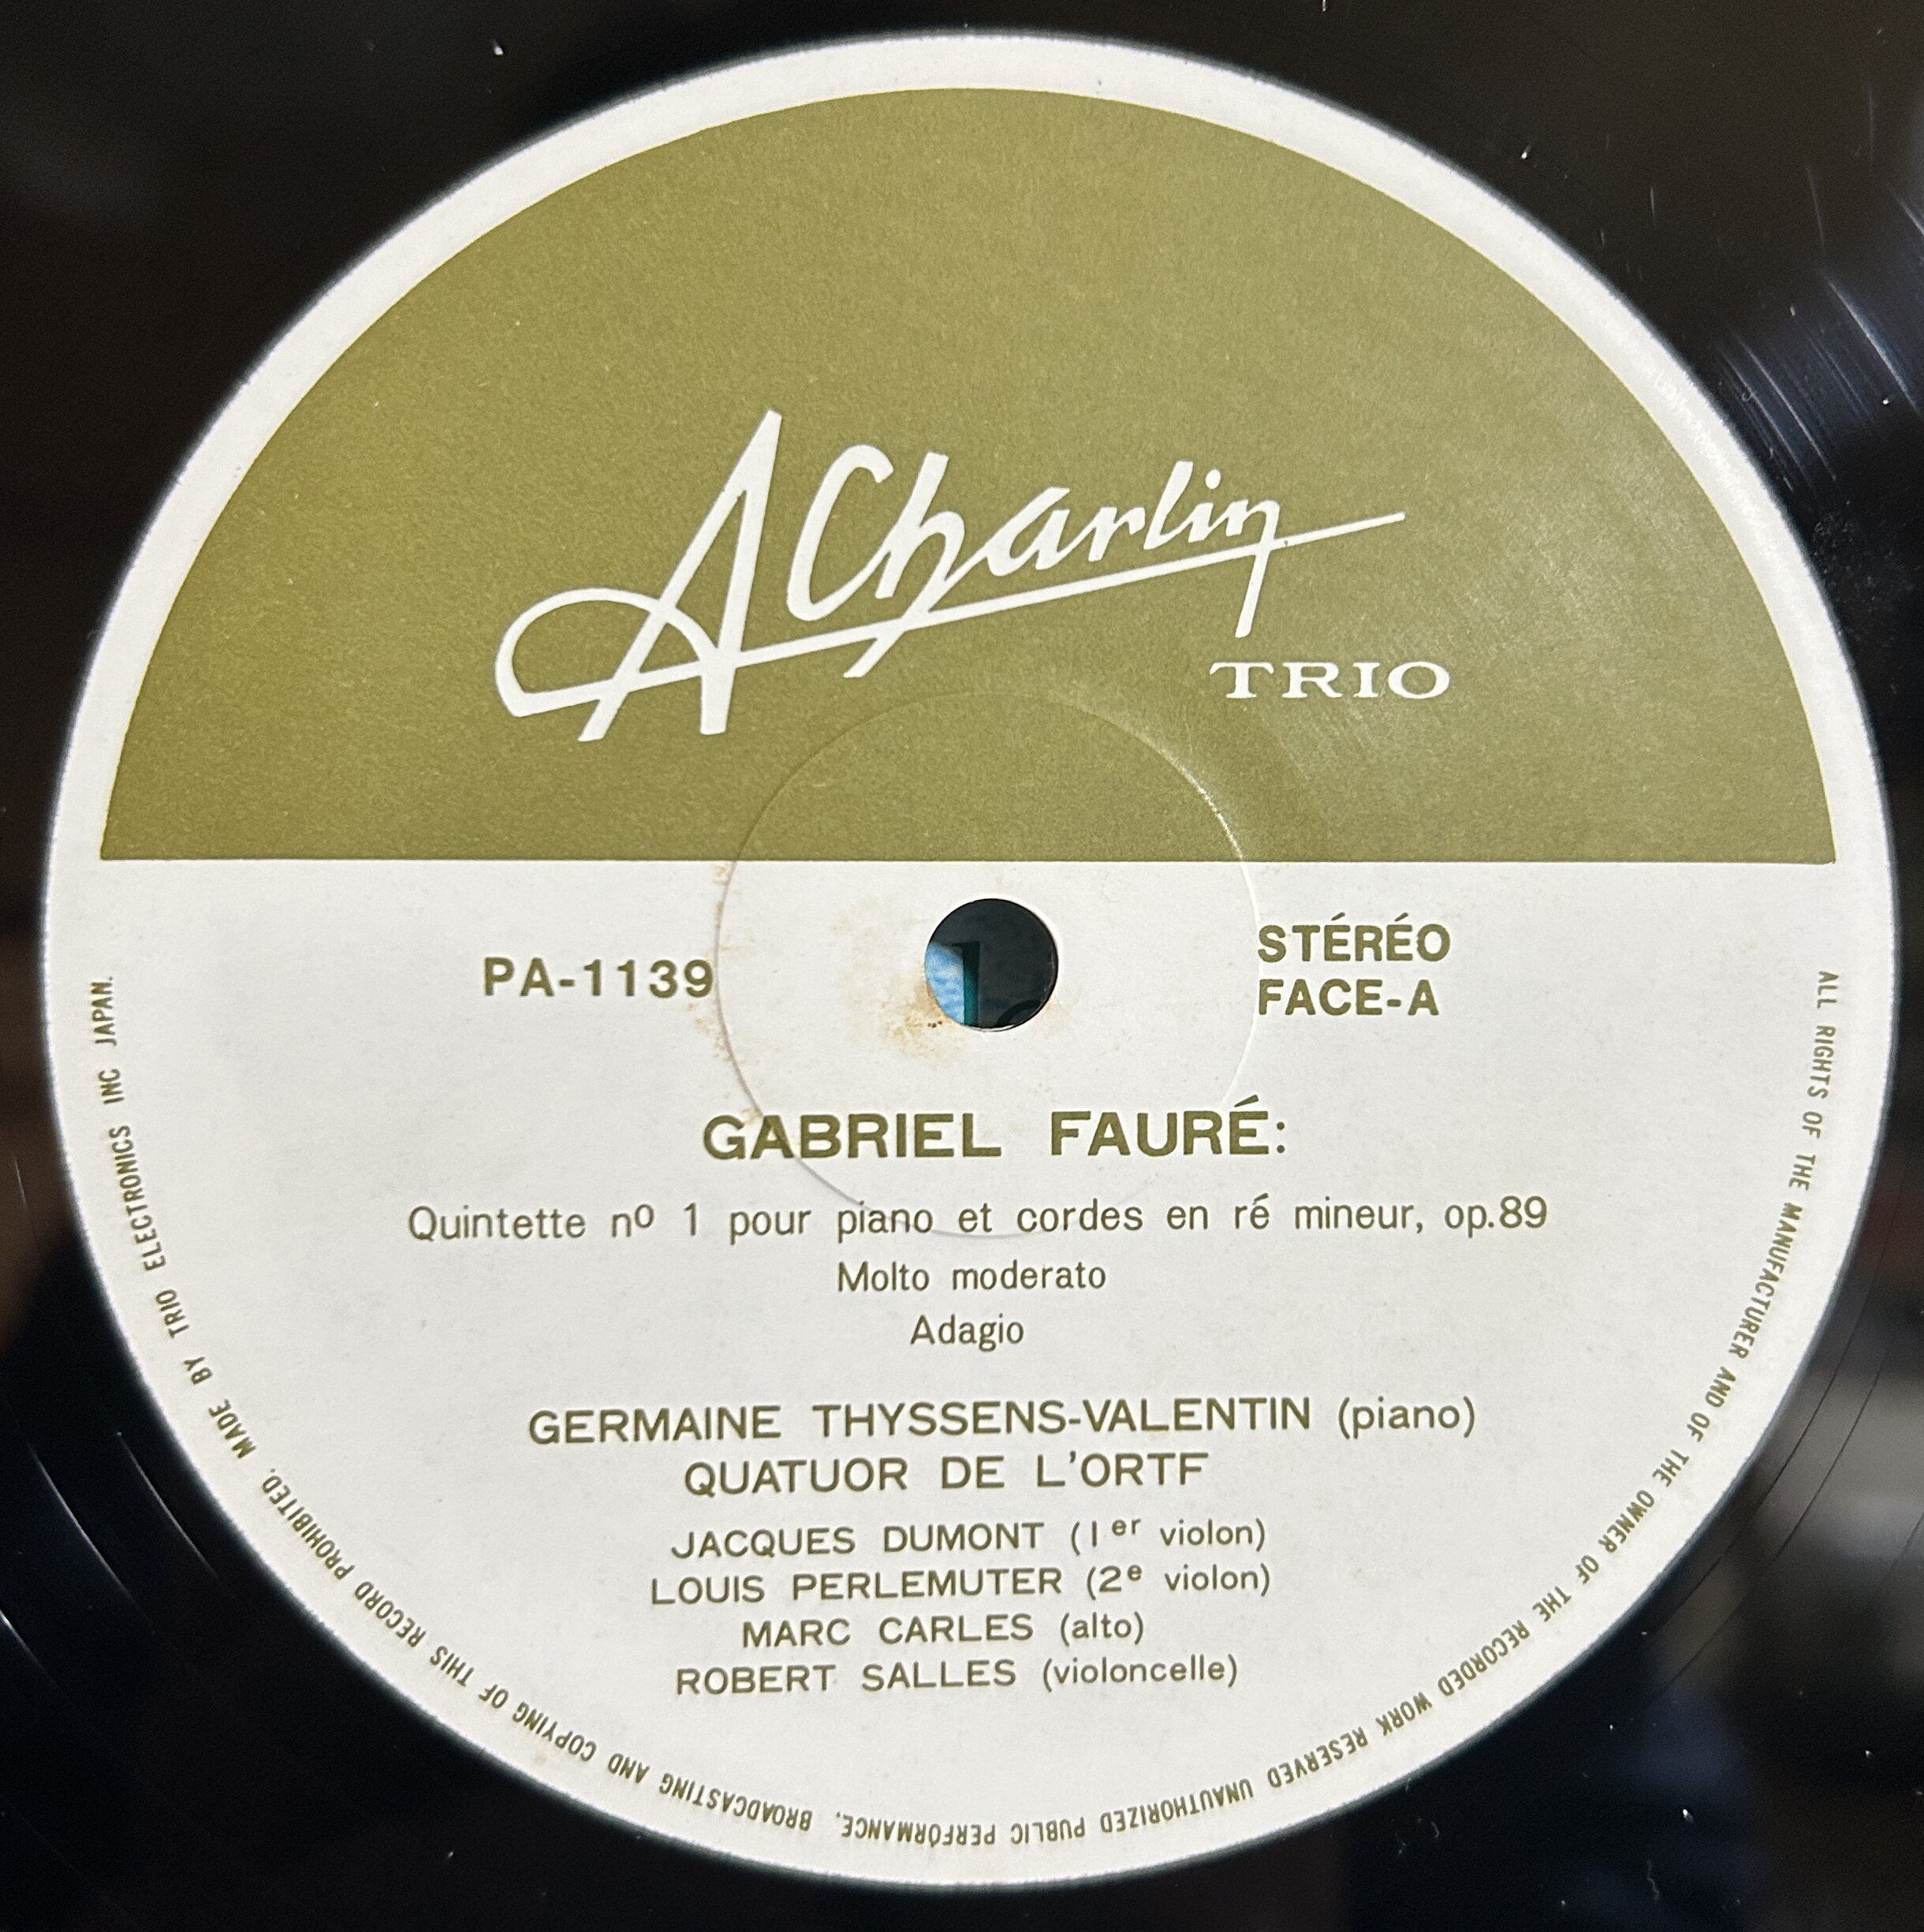 A Charlin
TRIO
PA-1139
STÉRÉO
FACE-A
GABRIEL FAURÉ:
Quintette nº 1 pour piano et cordes en ré mineur, op.89
Molto moderato
Adagio
GERMAINE THYSSENS-VALENTIN (piano)
QUATUOR DE L'ORTF
JACQUES DUMONT (1er violon)
LOUIS PERLEMUTER (2e violon)
MARC CARLES (alto)
ROBERT SALLES (violoncelle)
ALL RIGHTS OF THE MANUFACTURER AND OF THE OWNER OF THE RECORDED WORK RESERVED UNAUTHORIZED PUBLIC PERFORMANCE, BROADCASTING AND COPYING OF THIS RECORD PROHIBITED. MADE BY TRIO ELECTRONICS INC JAPAN.